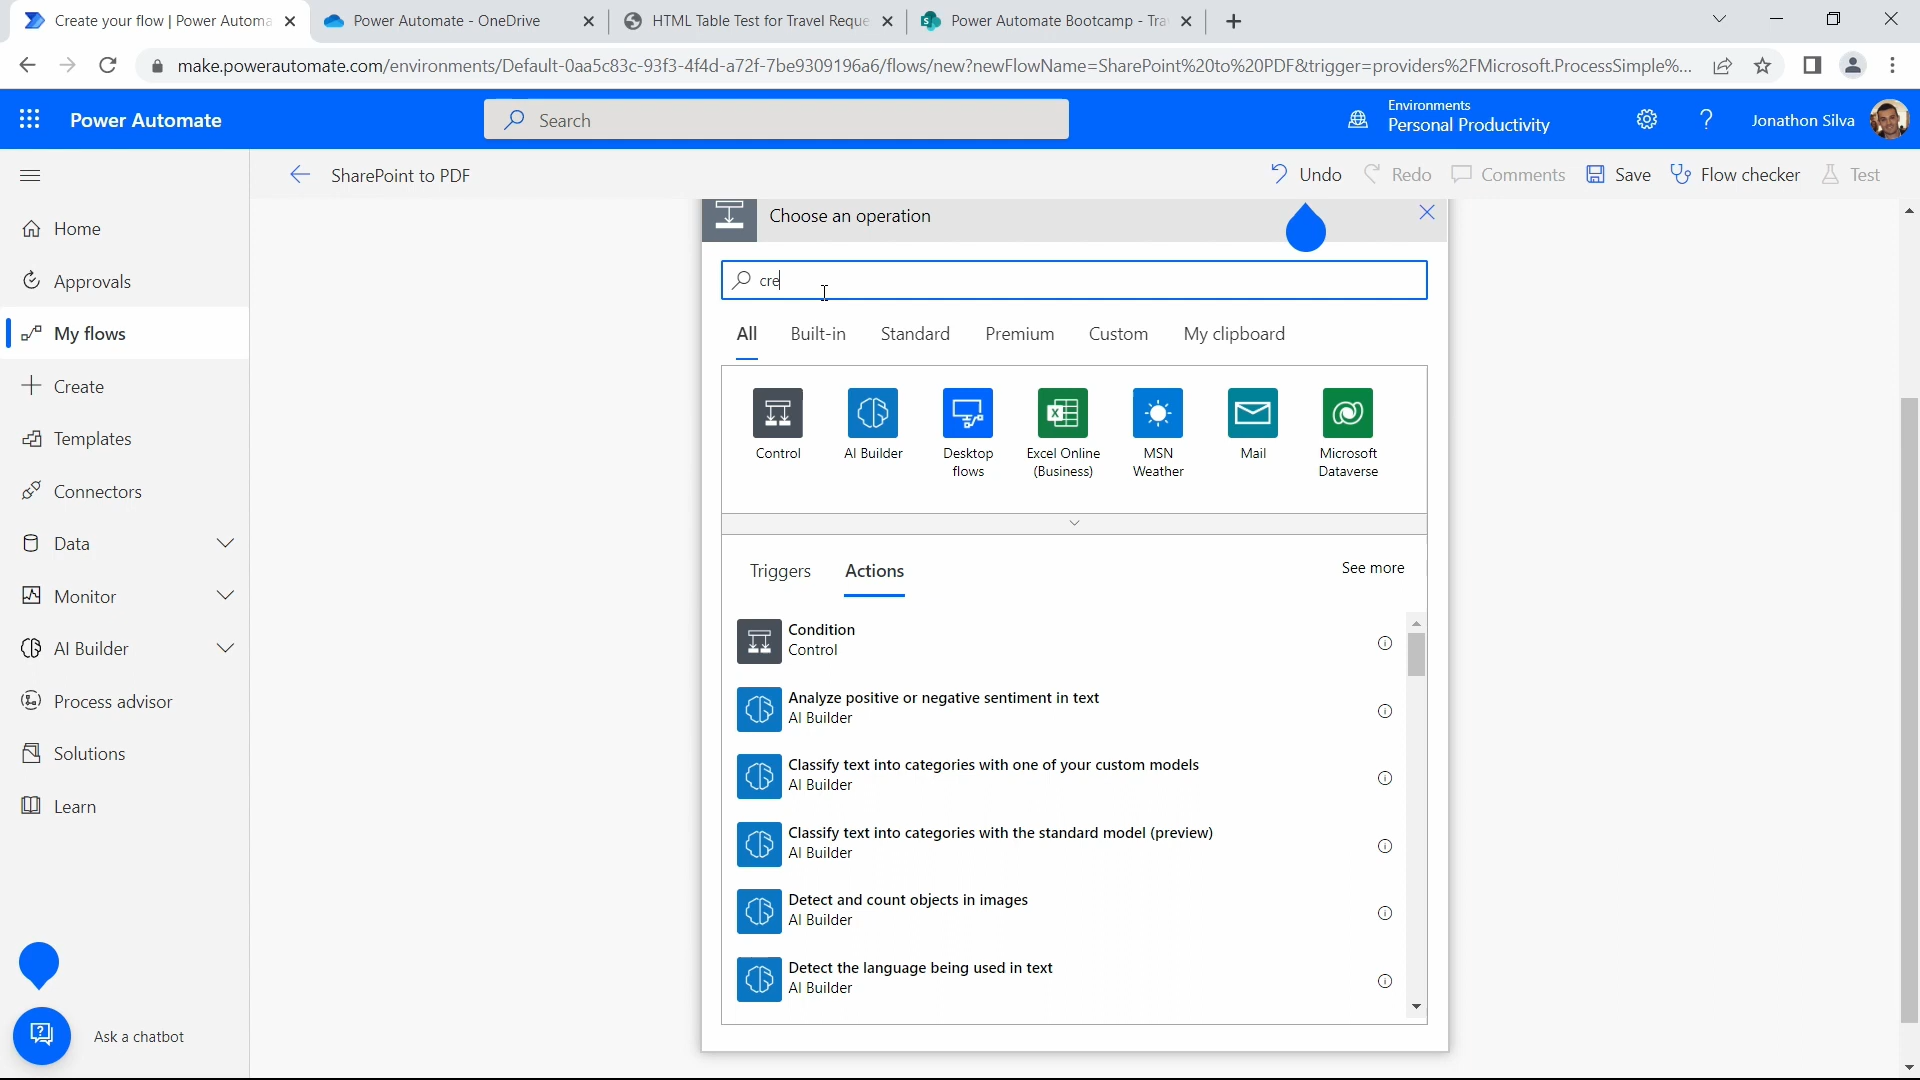 Create your flow | Power Automa
Power Automate - OneDrive
HTML Table Test for Travel Reque
Power Automate Bootcamp - Tra
make.powerautomate.com/environments/Default-0aa5c83c-93f3-4f4d-a72f-7be9309196a6/flows/new?newFlowName=SharePoint%20to%20PDF&trigger=providers%2FMicrosoft.ProcessSimple%...
Power Automate
Search
Environments
Personal Productivity
Jonathon Silva
SharePoint to PDF
Undo
Redo
Comments
Save
Flow checker
Test
Home
Approvals
My flows
Create
Templates
Connectors
Data
Monitor
AI Builder
Process advisor
Solutions
Learn
Ask a chatbot
Choose an operation
cre
All
Built-in
Standard
Premium
Custom
My clipboard
Control
AI Builder
Desktop
flows
Excel Online
(Business)
MSN
Weather
Mail
Microsoft
Dataverse
Triggers
Actions
See more
Condition
Control
Analyze positive or negative sentiment in text
AI Builder
Classify text into categories with one of your custom models
AI Builder
Classify text into categories with the standard model (preview)
AI Builder
Detect and count objects in images
AI Builder
Detect the language being used in text
AI Builder